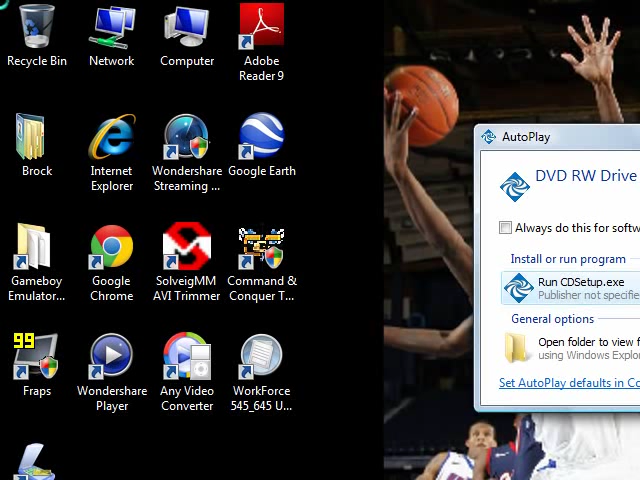 Recycle Bin
Network
Computer
Adobe
Reader 9
Brock
Internet
Explorer
Wondershare
Streaming ...
Google Earth
Gameboy
Emulator...
Google
Chrome
SolveigMM
AVI Trimmer
Command &
Conquer T...
99
Fraps
Wondershare
Player
Any Video
Converter
WorkForce
545_645 U...
AutoPlay
DVD RW Drive
Always do this for softw
Install or run program
Run CDSetup.exe
Publisher not specifie
General options
Open folder to view f
using Windows Explor
Set AutoPlay defaults in Co